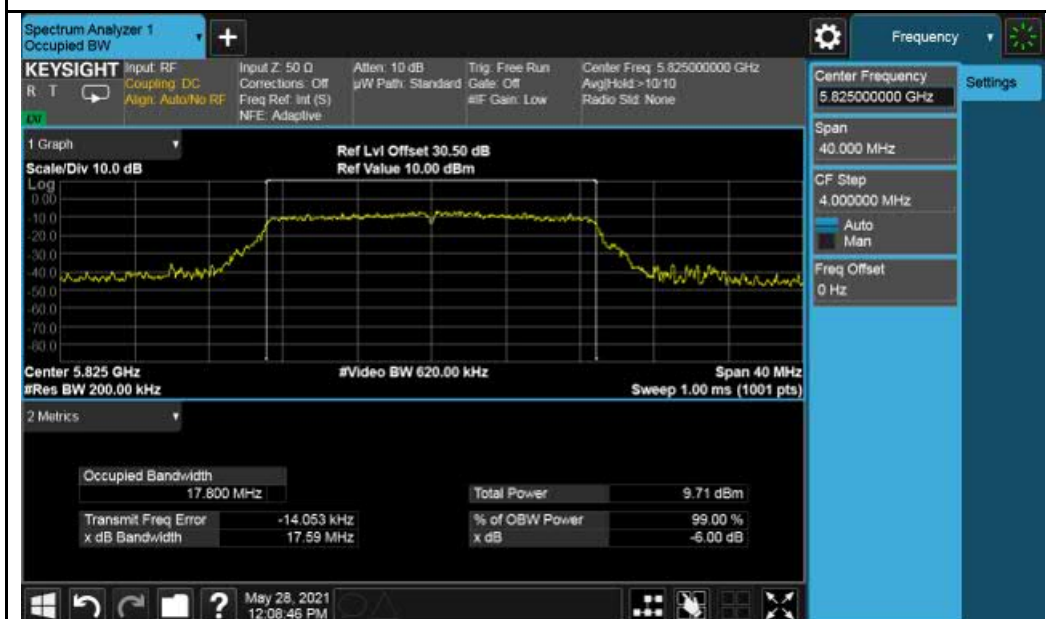 Spectrum Analyzer 1
Occupied BW
+
Frequency
KEYSIGHT
R T
Input: RF
Coupling: DC
Align: Auto/No RF
Input Z: 50 Ω
Corrections: Off
Freq Ref: Int (S)
NFE: Adaptive
Atten: 10 dB
µW Path: Standard
Trig: Free Run
Gate: Off
#IF Gain: Low
Center Freq: 5.825000000 GHz
Avg|Hold:>10/10
Radio Std: None
Center Frequency
5.825000000 GHz
Settings
Span
40.000 MHz
CF Step
4.000000 MHz
Auto
Man
Freq Offset
0 Hz
1 Graph
Scale/Div 10.0 dB
Ref Lvl Offset 30.50 dB
Ref Value 10.00 dBm
Log
0.00
-10.0
-20.0
-30.0
-40.0
-50.0
-60.0
-70.0
-80.0
Center 5.825 GHz
#Video BW 620.00 kHz
Span 40 MHz
#Res BW 200.00 kHz
Sweep 1.00 ms (1001 pts)
2 Metrics
Occupied Bandwidth
17.800 MHz
Total Power 9.71 dBm
Transmit Freq Error -14.053 kHz
% of OBW Power 99.00 %
x dB Bandwidth 17.59 MHz
x dB -6.00 dB
?
May 28, 2021
12:08:46 PM